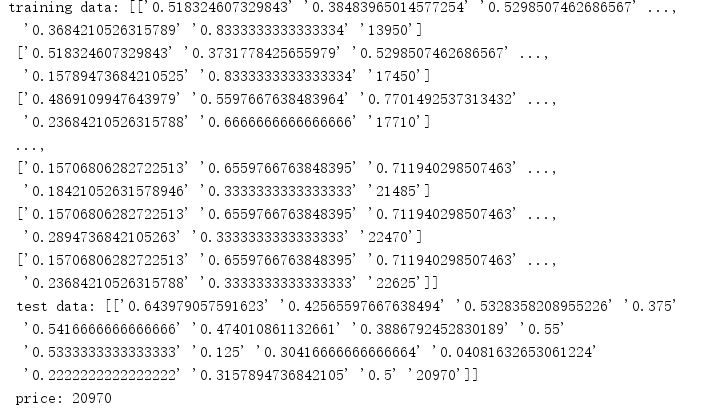 training data: [['0.518324607329843' '0.38483965014577254' '0.5298507462686567' ...,
'0.3684210526315789' '0.8333333333333334' '13950']
['0.518324607329843' '0.3731778425655979' '0.5298507462686567' ...,
'0.15789473684210525' '0.8333333333333334' '17450']
['0.4869109947643979' '0.5597667638483964' '0.7701492537313432' ...,
'0.23684210526315788' '0.6666666666666666' '17710']
...,
['0.15706806282722513' '0.6559766763848395' '0.711940298507463' ...,
'0.18421052631578946' '0.3333333333333333' '21485']
['0.15706806282722513' '0.6559766763848395' '0.711940298507463' ...,
'0.2894736842105263' '0.3333333333333333' '22470']
['0.15706806282722513' '0.6559766763848395' '0.711940298507463' ...,
'0.23684210526315788' '0.3333333333333333' '22625']]
test data: [['0.643979057591623' '0.42565597667638494' '0.5328358208955226' '0.375'
'0.5416666666666666' '0.474010861132661' '0.3886792452830189' '0.55'
'0.5333333333333333' '0.125' '0.30416666666666664' '0.04081632653061224'
'0.2222222222222222' '0.3157894736842105' '0.5' '20970']]
price: 20970